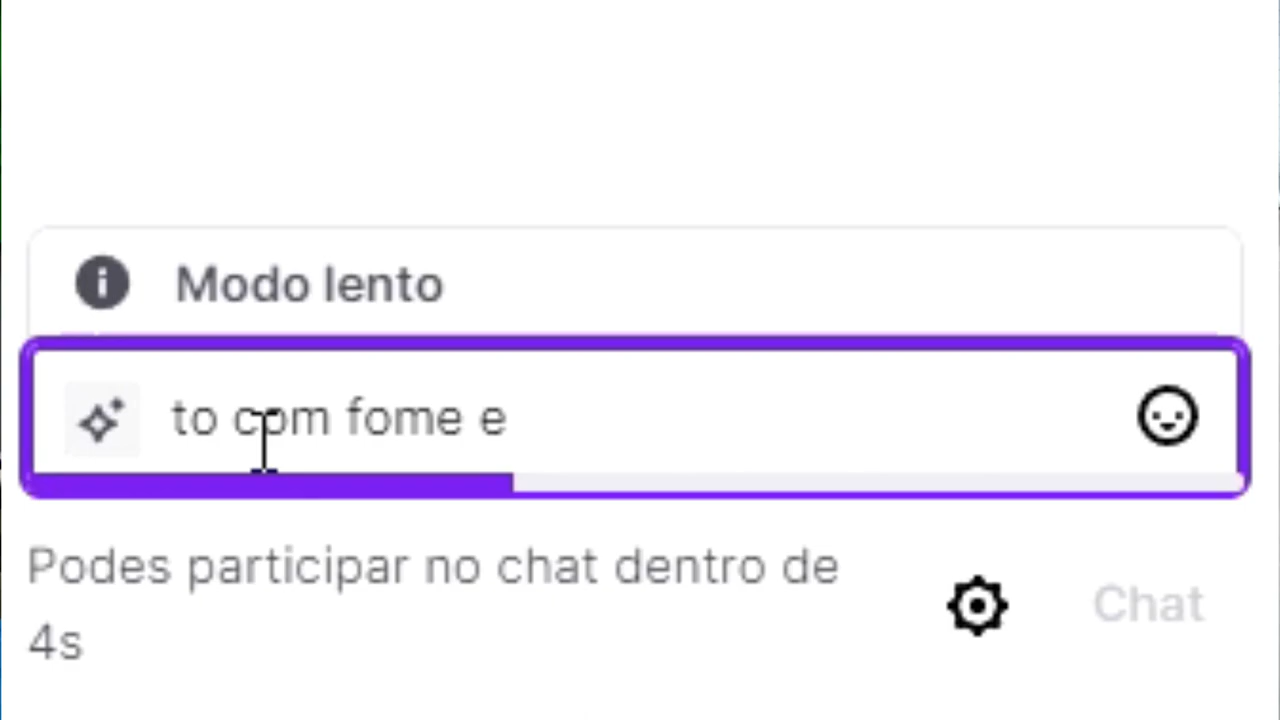 Modo lento
to com fome e
Podes participar no chat dentro de
4s
Chat